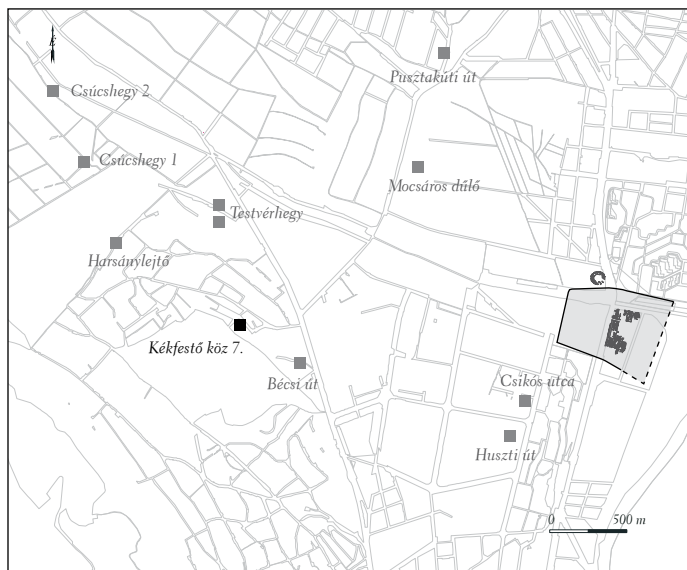 É
Pusztakúti út
Csúcshegy 2
Csúcshegy 1
Mocsáros dűlő
Testvérhegy
Harsánylejtő
Kékfestő köz 7.
Bécsi út
Csikós utca
Huszti út
0 500 m